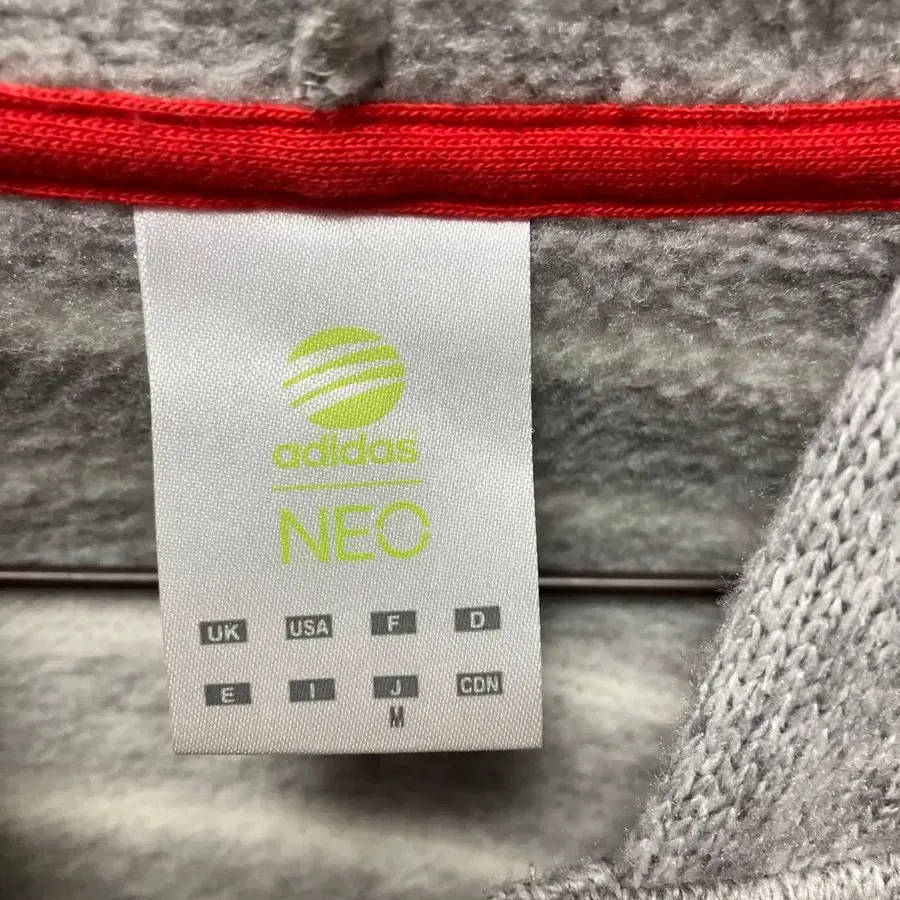 adidas
NEO
UK USA F D
E I J CDN
M